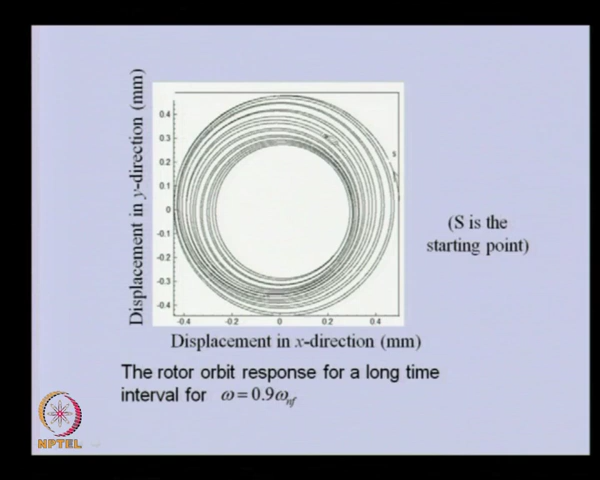 Displacement in y-direction (mm)
0.4
0.3
0.2
0.1
0
-0.1
-0.2
-0.3
-0.4
-0.4
-0.2
0
0.2
0.4
S
(S is the
starting point)
Displacement in x-direction (mm)
The rotor orbit response for a long time
interval for ω = 0.9ω_nf
NPTEL